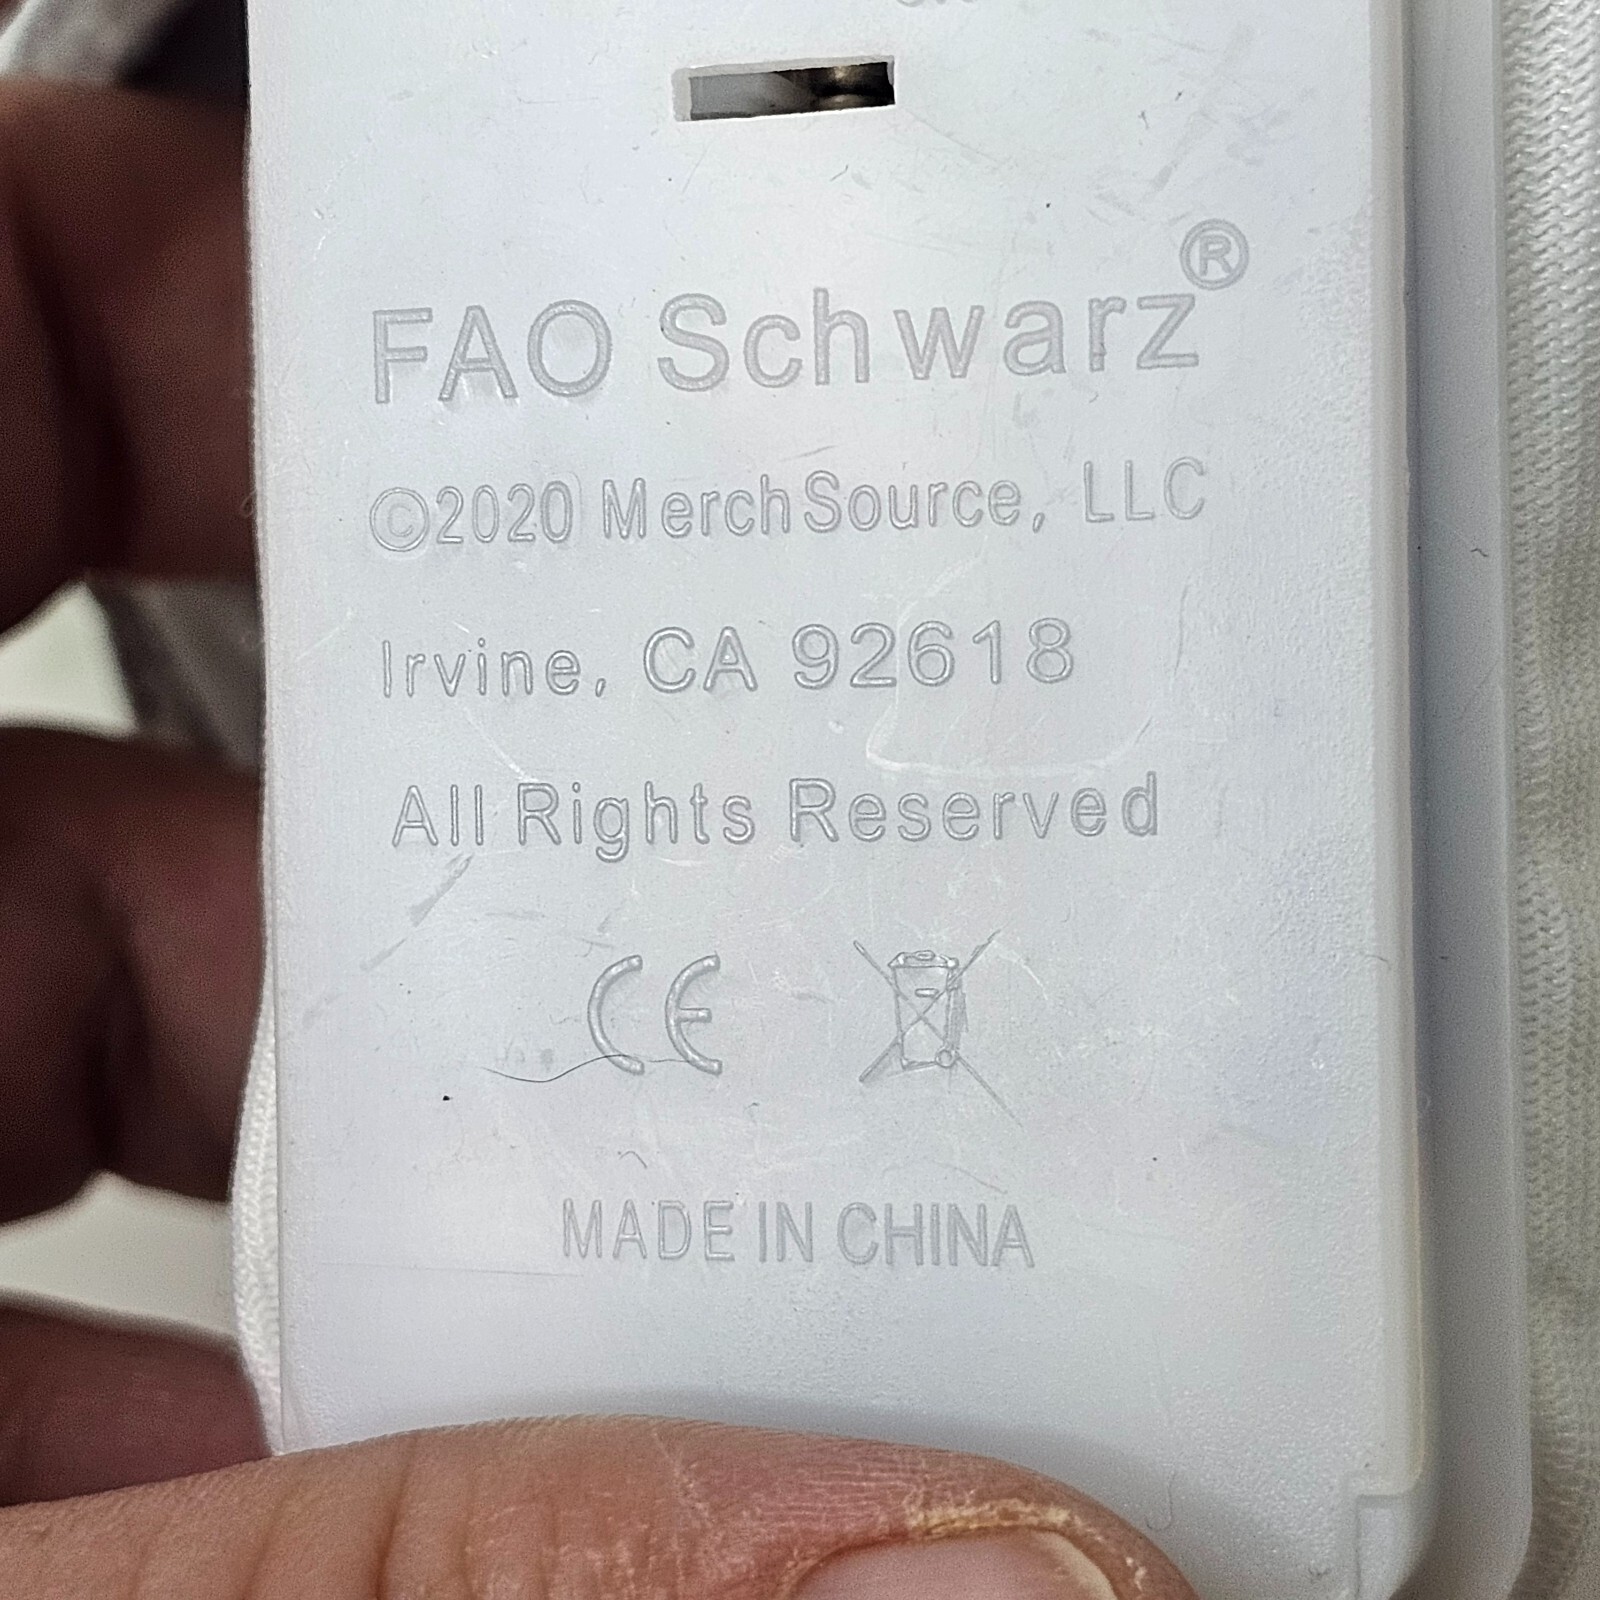 FAO Schwarz®
©2020 MerchSource, LLC
Irvine, CA 92618
All Rights Reserved
CE
MADE IN CHINA